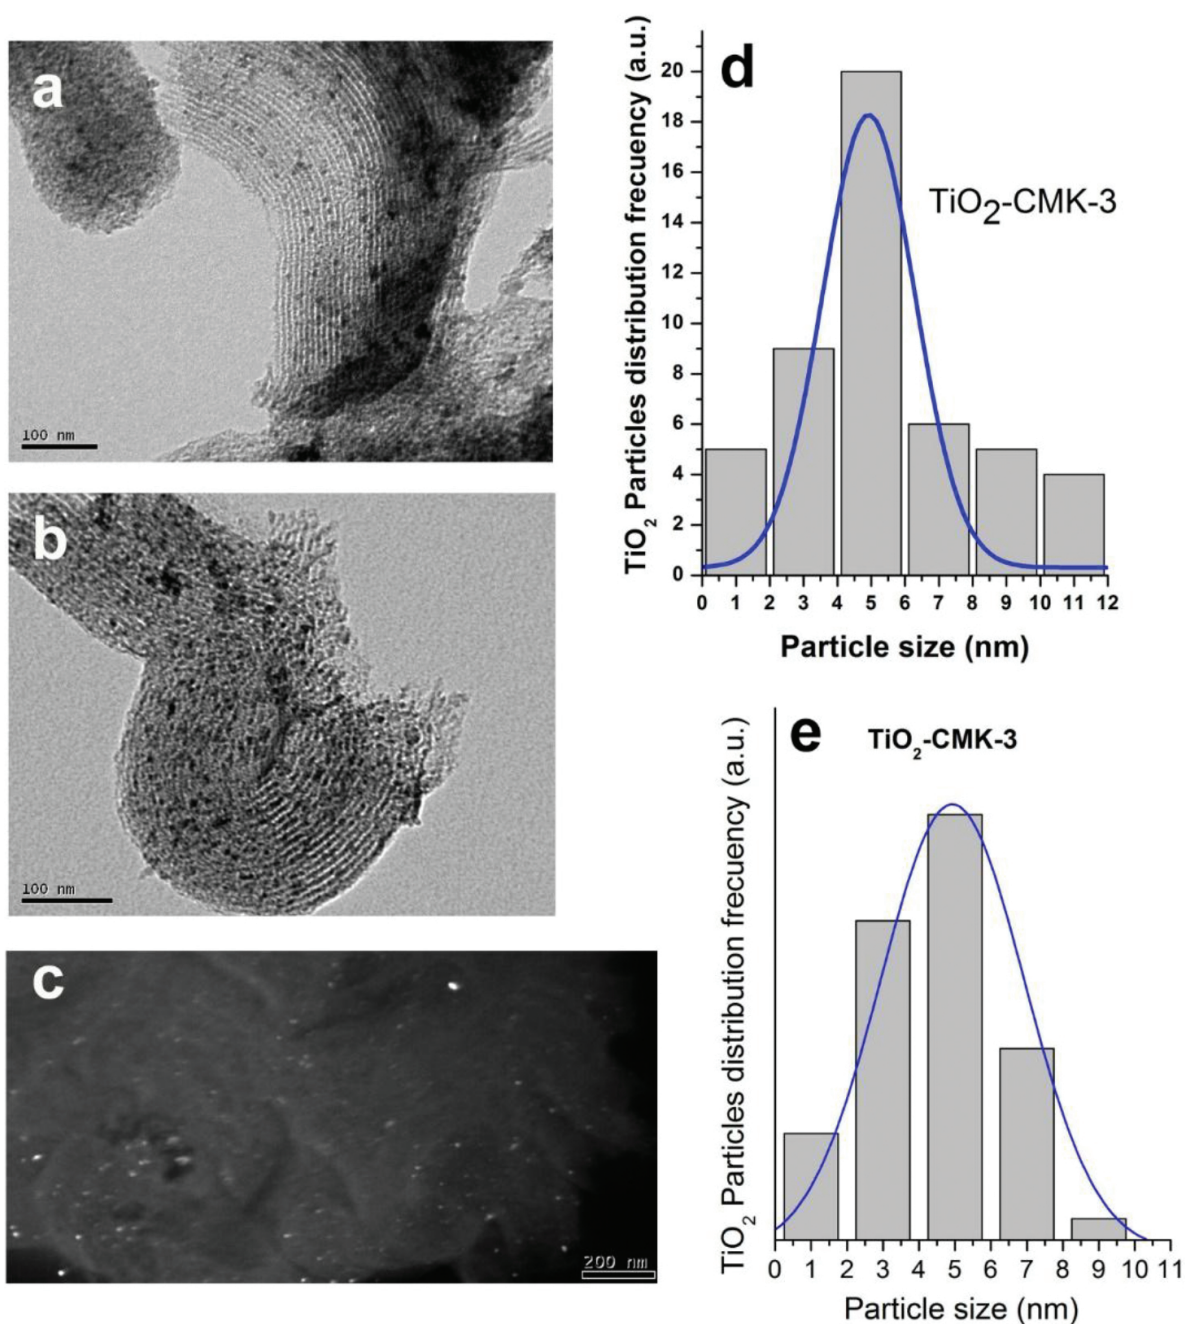 a
100 nm
b
100 nm
c
200 nm
d
TiO2-CMK-3
TiO2 Particles distribution frecuency (a.u.)
20
18
16
14
12
10
8
6
4
2
0
0 1 2 3 4 5 6 7 8 9 10 11 12
Particle size (nm)
e
TiO2-CMK-3
TiO2 Particles distribution frecuency (a.u.)
0 1 2 3 4 5 6 7 8 9 10 11
Particle size (nm)